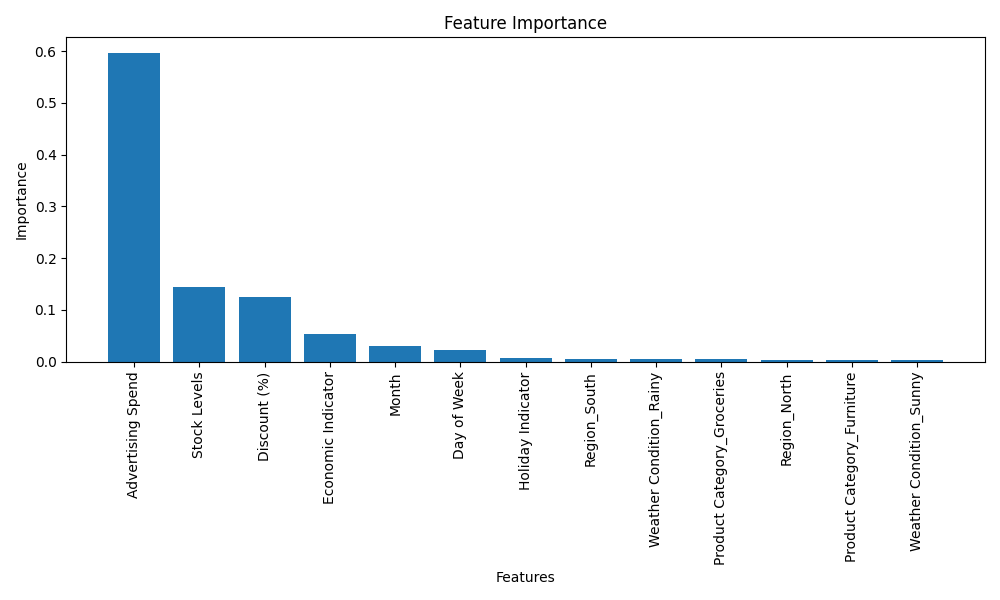 Feature Importance
Importance
0.6
0.5
0.4
0.3
0.2
0.1
0.0
Advertising Spend
Stock Levels
Discount (%)
Economic Indicator
Month
Day of Week
Holiday Indicator
Region_South
Weather Condition_Rainy
Product Category_Groceries
Region_North
Product Category_Furniture
Weather Condition_Sunny
Features